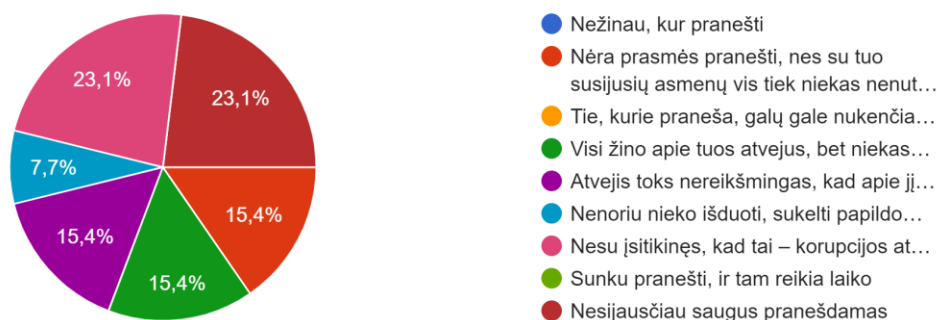 23,1%
23,1%
7,7%
15,4%
15,4%
15,4%
Nežinau, kur pranešti
Nėra prasmės pranešti, nes su tuo
susijusių asmenų vis tiek niekas nenut…
Tie, kurie praneša, galų gale nukenčia…
Visi žino apie tuos atvejus, bet niekas…
Atvejis toks nereikšmingas, kad apie jį…
Nenoriu nieko išduoti, sukelti papildo…
Nesu įsitikinęs, kad tai – korupcijos at…
Sunku pranešti, ir tam reikia laiko
Nesijausčiau saugus pranešdamas